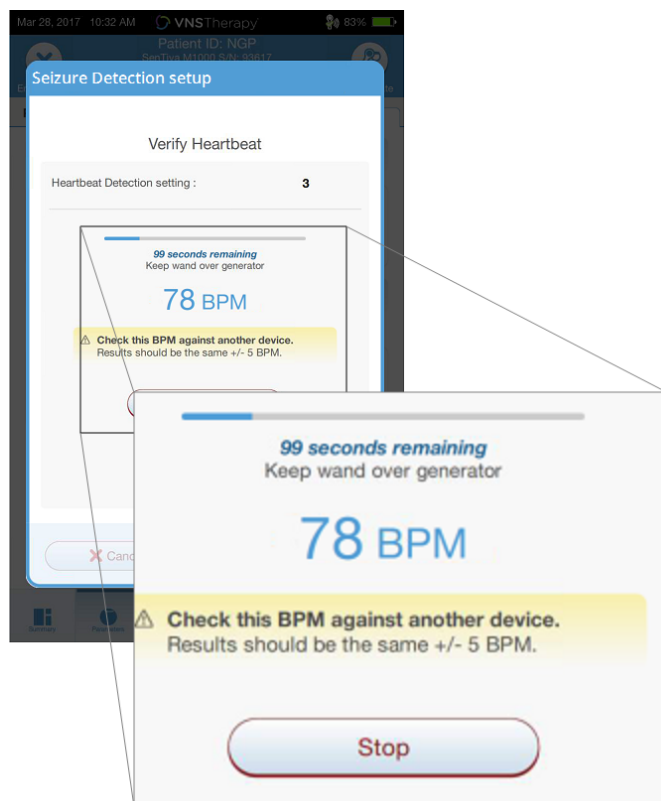 Mar 28, 2017 10:32 AM VNSTherapy 83%
Patient ID: NGP
SenTiva M1000 S/N: 93617
Seizure Detection setup
Verify Heartbeat
Heartbeat Detection setting : 3
99 seconds remaining
Keep wand over generator
78 BPM
Check this BPM against another device.
Results should be the same +/- 5 BPM.
99 seconds remaining
Keep wand over generator
78 BPM
Check this BPM against another device.
Results should be the same +/- 5 BPM.
Stop
Canc
Summary Parameters